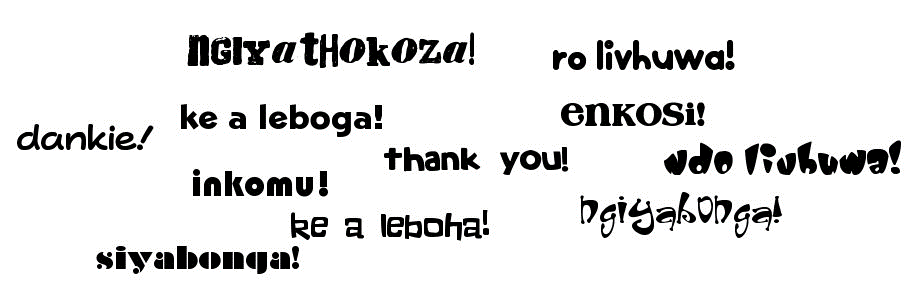 NGIYaTHOKOZa!
ro livhuwa!
ke a leboga!
enkosi!
dankie!
thank you!
ndo livhuwa!
inkomu!
ke a leboha!
ngiyabonga!
siyabonga!